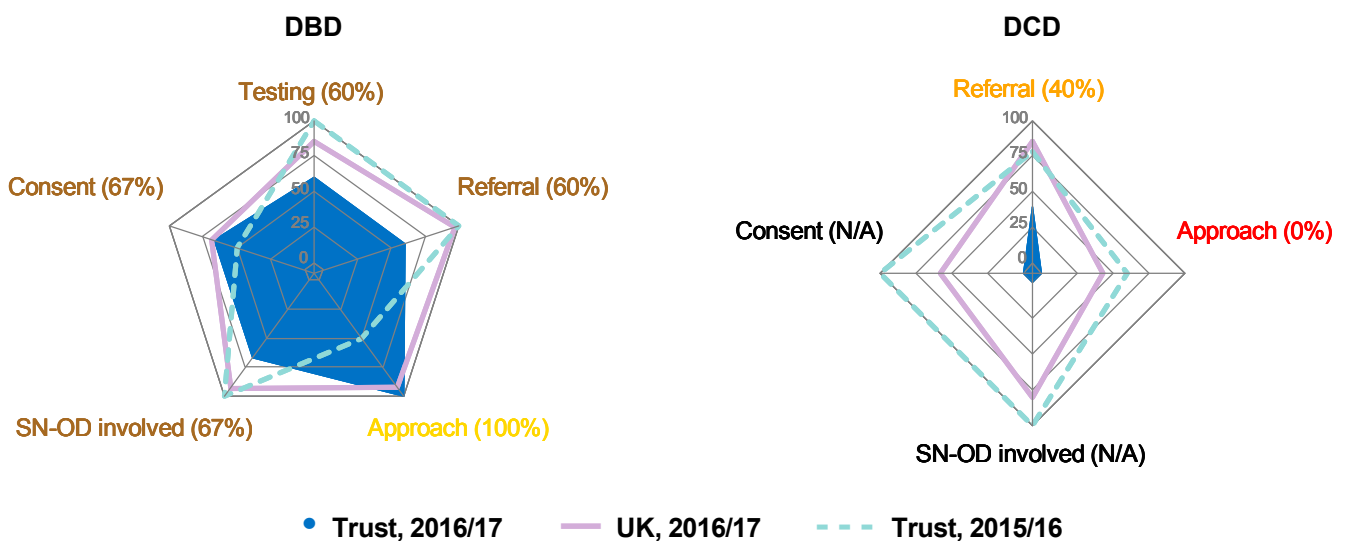 DBD
DCD
Testing (60%)
Referral (40%)
100
75
50
25
0
100
75
50
25
0
Consent (67%)
Referral (60%)
Consent (N/A)
Approach (0%)
SN-OD involved (67%)
Approach (100%)
SN-OD involved (N/A)
Trust, 2016/17
UK, 2016/17
Trust, 2015/16